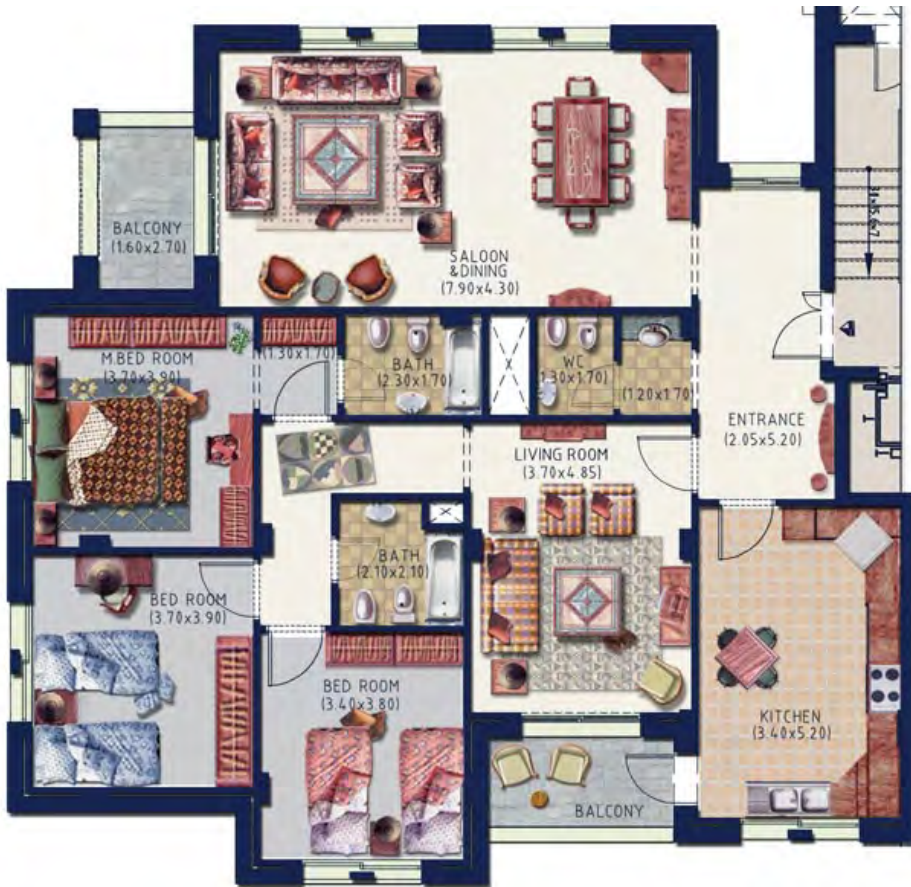 BALCONY
(1.60x2.70)
SALOON
&DINING
(7.90x4.30)
M.BED ROOM
(3.70x3.90)
(1.30x1.70)
BATH
(2.30x1.70)
WC
1.30x1.70)
(1.20x1.70)
ENTRANCE
(2.05x5.20)
LIVING ROOM
(3.70x4.85)
BATH
(2.10x2.10)
BED ROOM
(3.70x3.90)
BED ROOM
(3.40x3.80)
KITCHEN
(3.40x5.20)
BALCONY